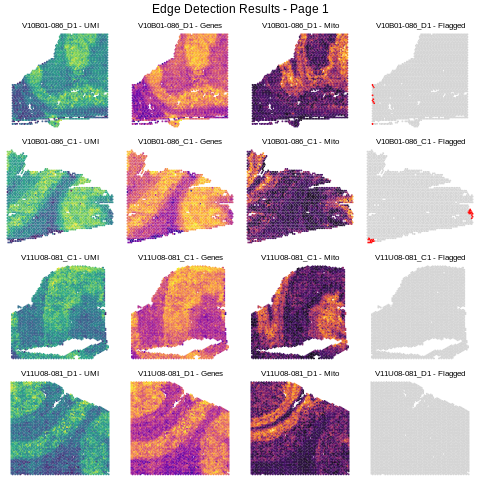 Edge Detection Results - Page 1
V10B01-086_D1 - UMI
V10B01-086_D1 - Genes
V10B01-086_D1 - Mito
V10B01-086_D1 - Flagged
V10B01-086_C1 - UMI
V10B01-086_C1 - Genes
V10B01-086_C1 - Mito
V10B01-086_C1 - Flagged
V11U08-081_C1 - UMI
V11U08-081_C1 - Genes
V11U08-081_C1 - Mito
V11U08-081_C1 - Flagged
V11U08-081_D1 - UMI
V11U08-081_D1 - Genes
V11U08-081_D1 - Mito
V11U08-081_D1 - Flagged